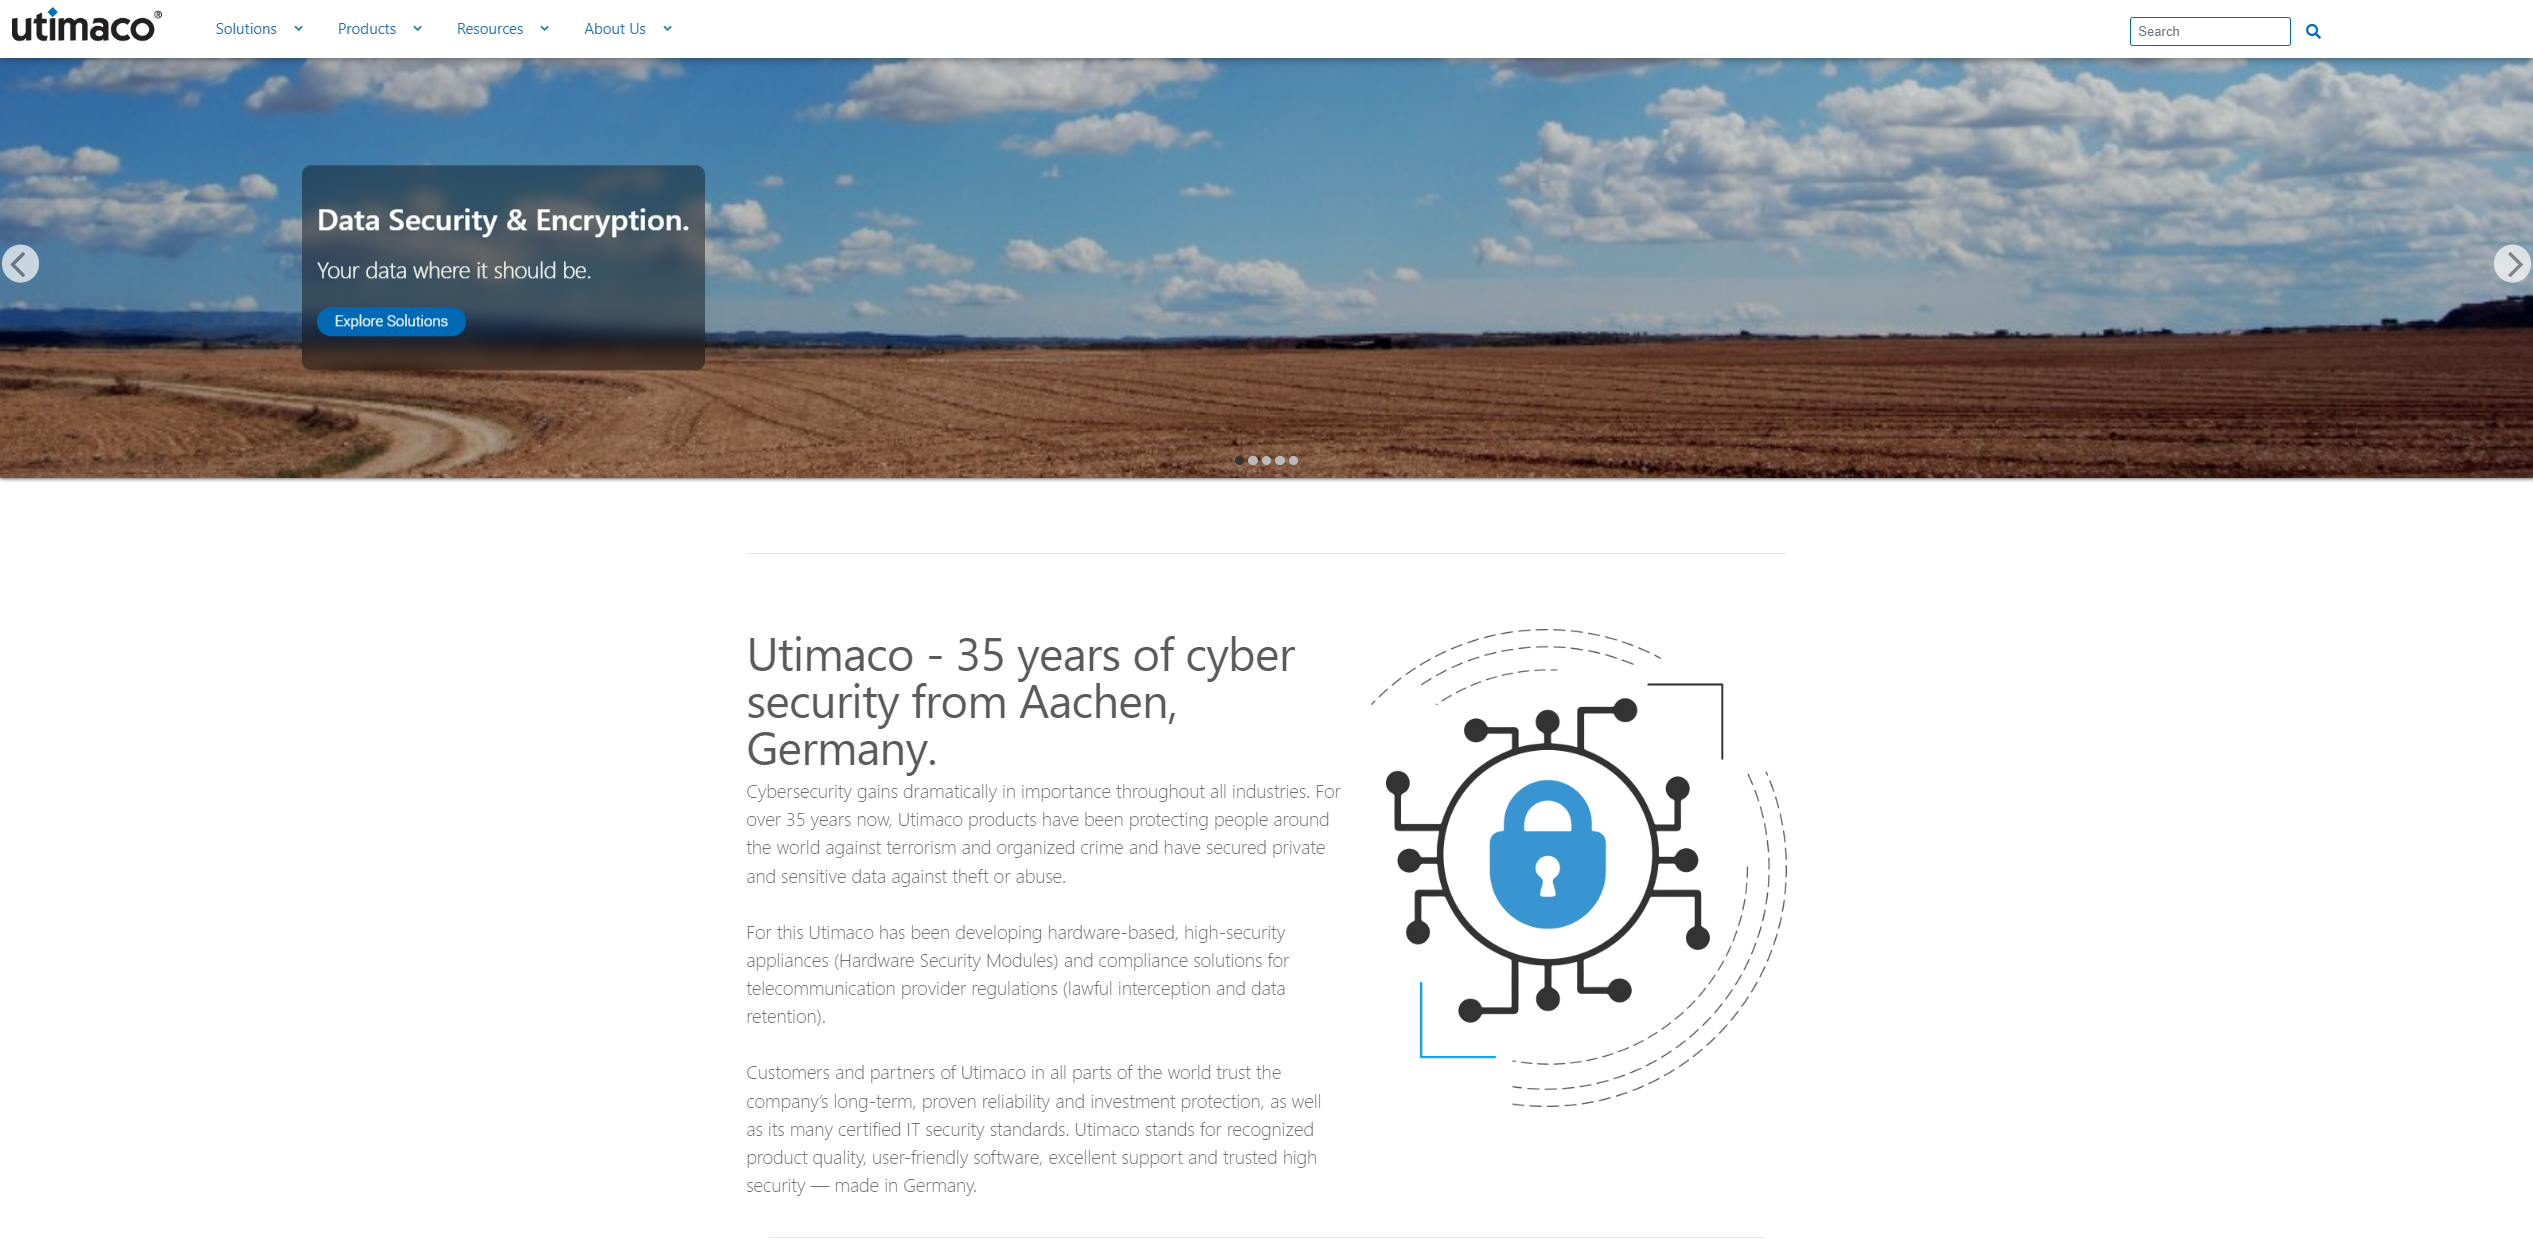 utimaco®
Solutions
Products
Resources
About Us
Search
Data Security & Encryption.
Your data where it should be.
Explore Solutions
Utimaco - 35 years of cyber
security from Aachen,
Germany.
Cybersecurity gains dramatically in importance throughout all industries. For
over 35 years now, Utimaco products have been protecting people around
the world against terrorism and organized crime and have secured private
and sensitive data against theft or abuse.
For this Utimaco has been developing hardware-based, high-security
appliances (Hardware Security Modules) and compliance solutions for
telecommunication provider regulations (lawful interception and data
retention).
Customers and partners of Utimaco in all parts of the world trust the
company’s long-term, proven reliability and investment protection, as well
as its many certified IT security standards. Utimaco stands for recognized
product quality, user-friendly software, excellent support and trusted high
security — made in Germany.